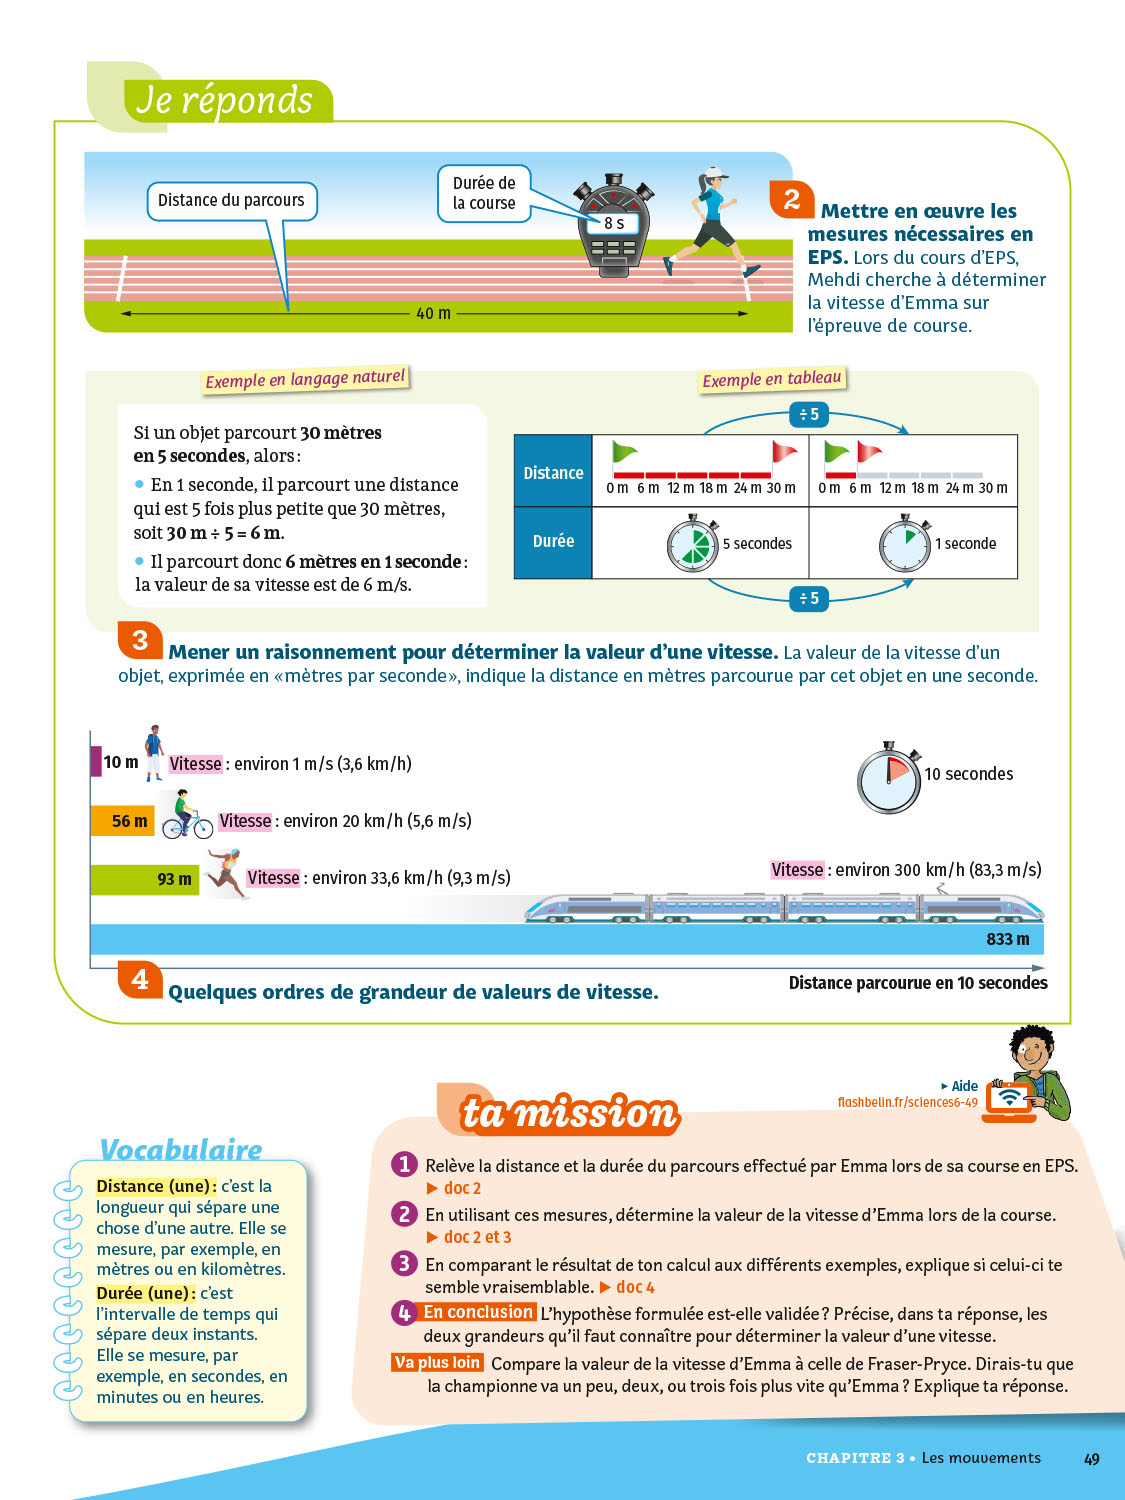 Je réponds
Distance du parcours
Durée de
la course
8 s
40 m
2 Mettre en œuvre les
mesures nécessaires en
EPS. Lors du cours d'EPS,
Mehdi cherche à déterminer
la vitesse d'Emma sur
l'épreuve de course.
Exemple en langage naturel
Si un objet parcourt 30 mètres
en 5 secondes, alors :
• En 1 seconde, il parcourt une distance
qui est 5 fois plus petite que 30 mètres,
soit 30 m ÷ 5 = 6 m.
• Il parcourt donc 6 mètres en 1 seconde :
la valeur de sa vitesse est de 6 m/s.
Exemple en tableau
÷ 5
Distance
0 m 6 m 12 m 18 m 24 m 30 m
0 m 6 m 12 m 18 m 24 m 30 m
Durée
5 secondes
1 seconde
÷ 5
3 Mener un raisonnement pour déterminer la valeur d'une vitesse. La valeur de la vitesse d'un
objet, exprimée en « mètres par seconde », indique la distance en mètres parcourue par cet objet en une seconde.
10 m
Vitesse : environ 1 m/s (3,6 km/h)
10 secondes
56 m
Vitesse : environ 20 km/h (5,6 m/s)
93 m
Vitesse : environ 33,6 km/h (9,3 m/s)
Vitesse : environ 300 km/h (83,3 m/s)
833 m
Distance parcourue en 10 secondes
4 Quelques ordres de grandeur de valeurs de vitesse.
Vocabulaire
Distance (une) : c'est la
longueur qui sépare une
chose d'une autre. Elle se
mesure, par exemple, en
mètres ou en kilomètres.
Durée (une) : c'est
l'intervalle de temps qui
sépare deux instants.
Elle se mesure, par
exemple, en secondes, en
minutes ou en heures.
ta mission
▸ Aide
flashbelin.fr/sciences6-49
1 Relève la distance et la durée du parcours effectué par Emma lors de sa course en EPS.
▶ doc 2
2 En utilisant ces mesures, détermine la valeur de la vitesse d'Emma lors de la course.
▶ doc 2 et 3
3 En comparant le résultat de ton calcul aux différents exemples, explique si celui-ci te
semble vraisemblable. ▶ doc 4
4 En conclusion L'hypothèse formulée est-elle validée ? Précise, dans ta réponse, les
deux grandeurs qu'il faut connaître pour déterminer la valeur d'une vitesse.
Va plus loin Compare la valeur de la vitesse d'Emma à celle de Fraser-Pryce. Dirais-tu que
la championne va un peu, deux, ou trois fois plus vite qu'Emma ? Explique ta réponse.
CHAPITRE 3 • Les mouvements 49